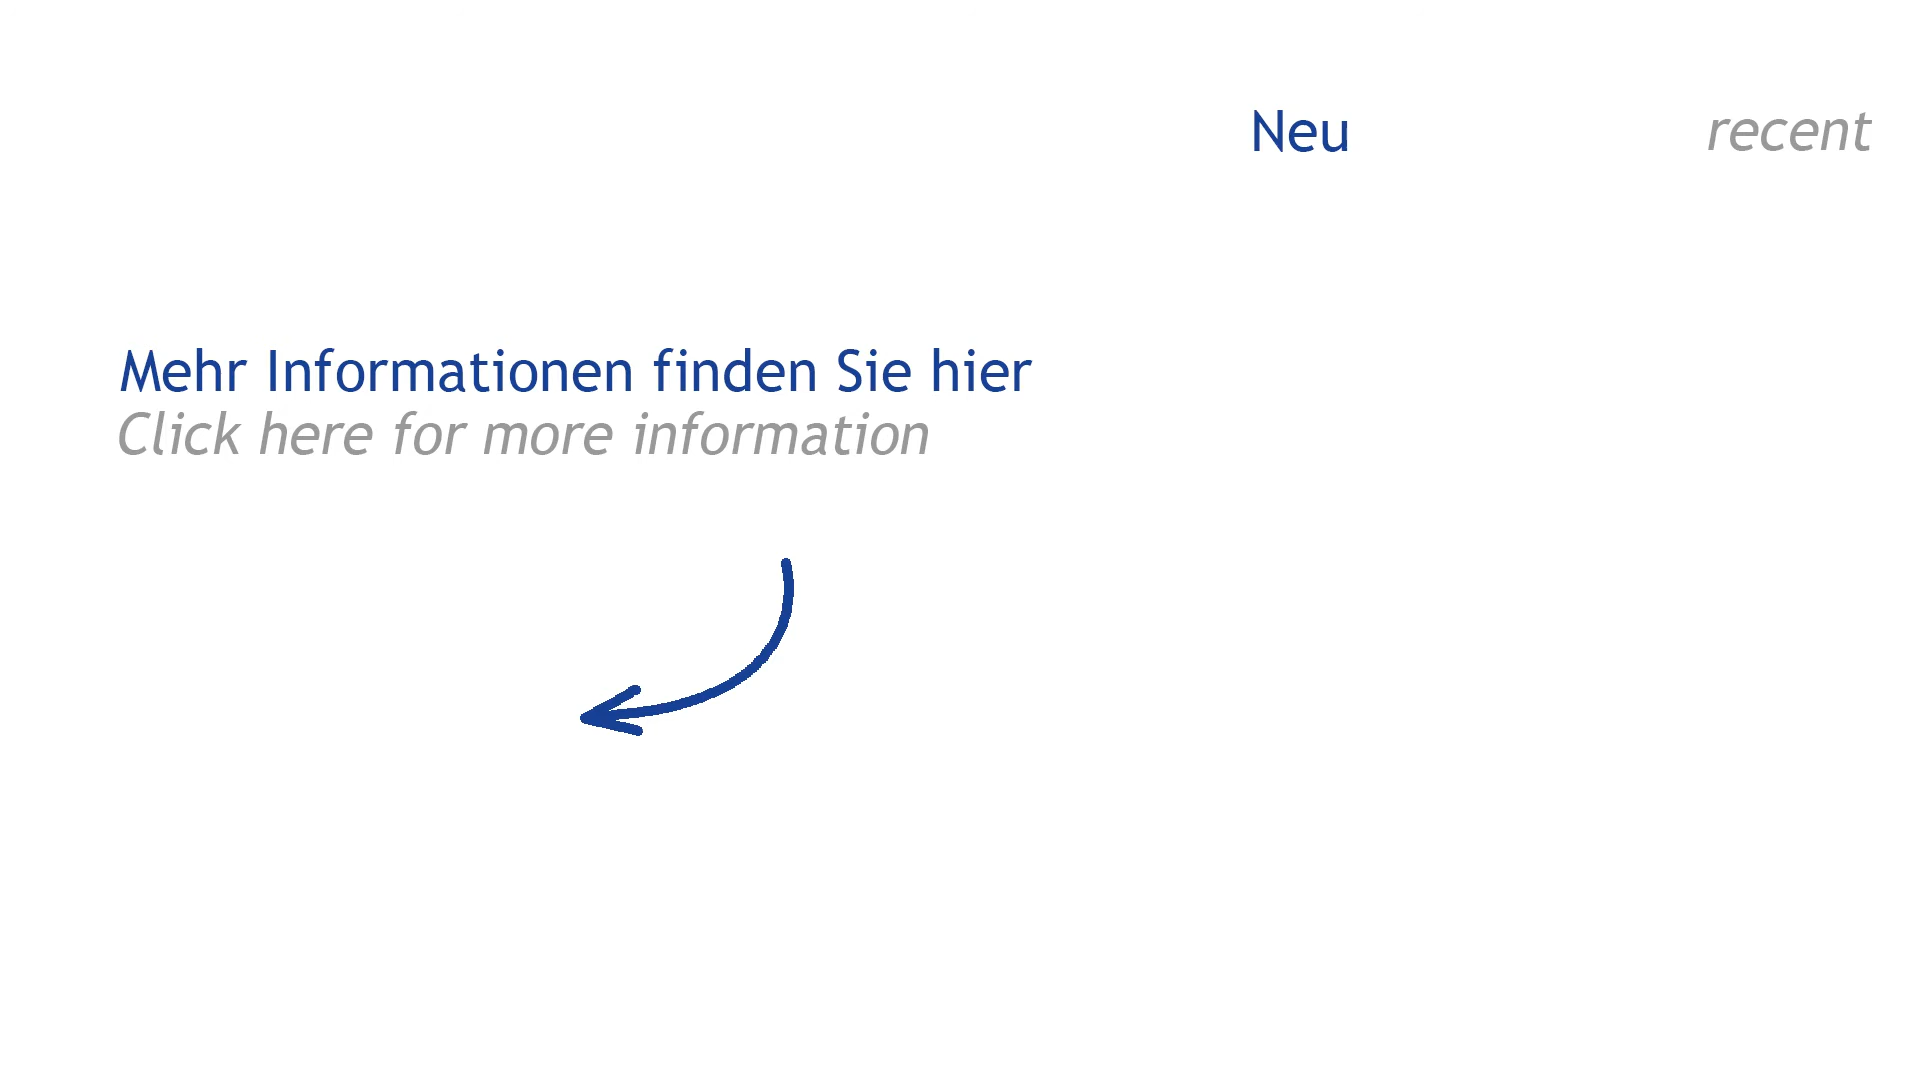 Neu recent
Mehr Informationen finden Sie hier
Click here for more information